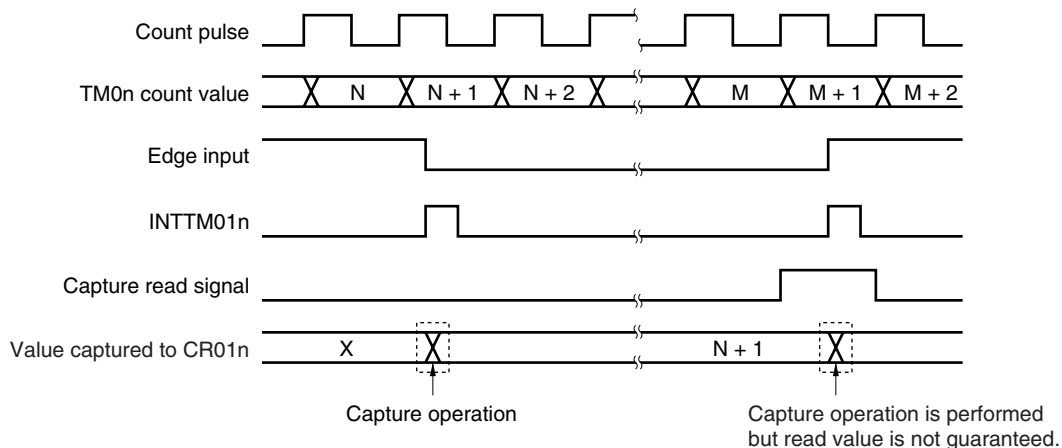 Count pulse
TM0n count value
N
N + 1
N + 2
M
M + 1
M + 2
Edge input
INTTM01n
Capture read signal
Value captured to CR01n
X
N + 1
Capture operation
Capture operation is performed
but read value is not guaranteed.